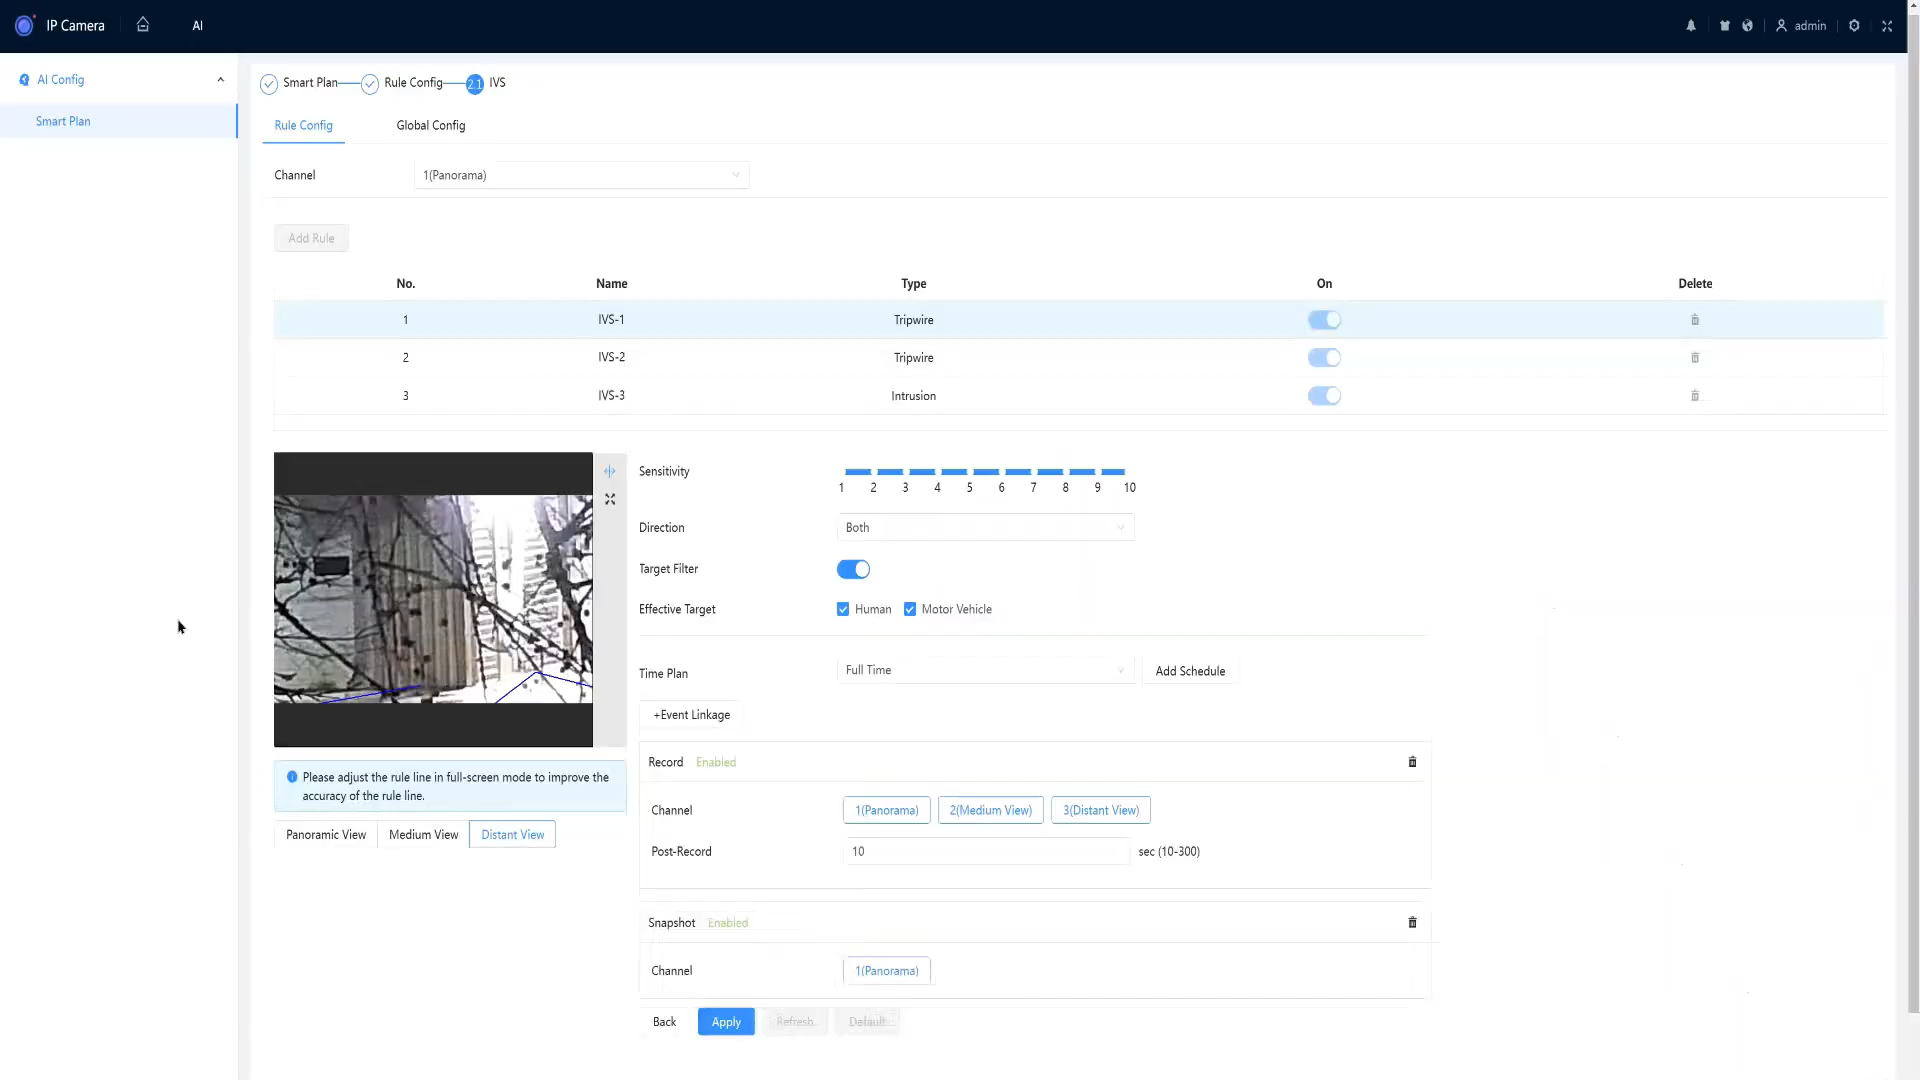 IP Camera
AI
admin
AI Config
Smart Plan
Smart Plan
Rule Config
2.1
IVS
Rule Config
Global Config
Channel
1(Panorama)
Add Rule
No. Name Type On Delete
1 IVS-1 Tripwire
2 IVS-2 Tripwire
3 IVS-3 Intrusion
Sensitivity
1 2 3 4 5 6 7 8 9 10
Direction
Both
Target Filter
Effective Target
Human
Motor Vehicle
Time Plan
Full Time
Add Schedule
+Event Linkage
Record Enabled
Channel
1(Panorama)
2(Medium View)
3(Distant View)
Post-Record
10
sec (10-300)
Please adjust the rule line in full-screen mode to improve the
accuracy of the rule line.
Panoramic View
Medium View
Distant View
Snapshot Enabled
Channel
1(Panorama)
Back
Apply
Refresh
Default